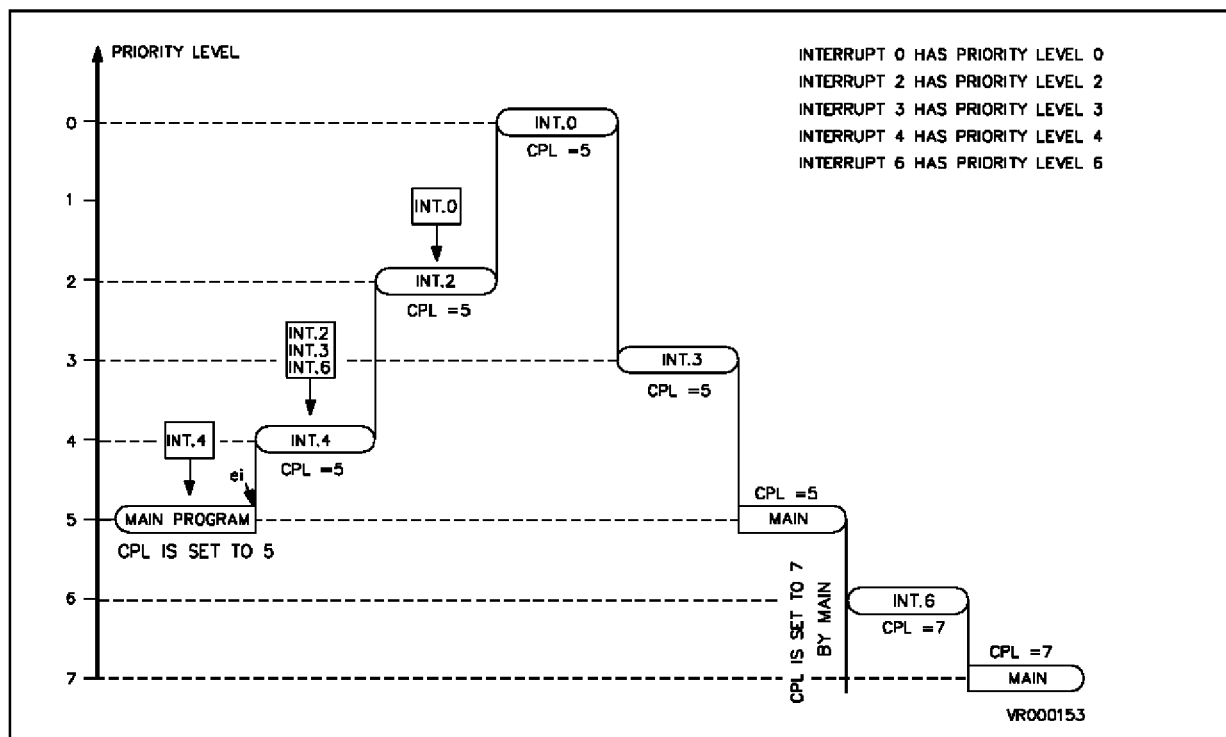 PRIORITY LEVEL
INTERRUPT 0 HAS PRIORITY LEVEL 0
INTERRUPT 2 HAS PRIORITY LEVEL 2
INTERRUPT 3 HAS PRIORITY LEVEL 3
INTERRUPT 4 HAS PRIORITY LEVEL 4
INTERRUPT 6 HAS PRIORITY LEVEL 6
0
INT.0
CPL =5
1
INT.0
2
INT.2
CPL =5
INT.2
INT.3
INT.6
3
INT.3
CPL =5
4
INT.4
INT.4
CPL =5
ei
CPL =5
5
MAIN PROGRAM
MAIN
CPL IS SET TO 5
CPL IS SET TO 7
BY MAIN
6
INT.6
CPL =7
CPL =7
7
MAIN
VR000153